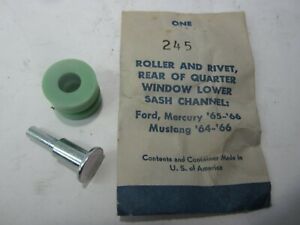 ONE
245
ROLLER AND RIVET,
REAR OF QUARTER
WINDOW LOWER
SASH CHANNEL:
Ford, Mercury '65-'66
Mustang '64-'66
Contents and Container Made in
U. S. of America